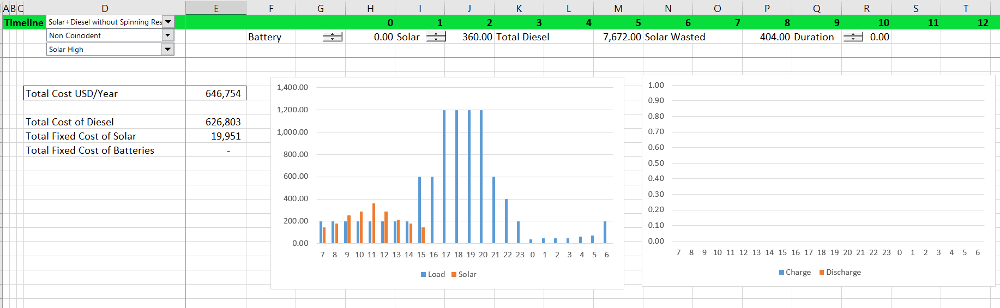 A B C D E F G H I J K L M N O P Q R S T
Timeline Solar+Diesel without Spinning Res 0 1 2 3 4 5 6 7 8 9 10 11 12
Non Coincident
Battery 0.00 Solar 360.00 Total Diesel 7,672.00 Solar Wasted 404.00 Duration 0.00
Solar High
Total Cost USD/Year 646,754
Total Cost of Diesel 626,803
Total Fixed Cost of Solar 19,951
Total Fixed Cost of Batteries -
1,400.00
1,200.00
1,000.00
800.00
600.00
400.00
200.00
0.00
7 8 9 10 11 12 13 14 15 16 17 18 19 20 21 22 23 0 1 2 3 4 5 6
Load Solar
1.00
0.90
0.80
0.70
0.60
0.50
0.40
0.30
0.20
0.10
0.00
7 8 9 10 11 12 13 14 15 16 17 18 19 20 21 22 23 0 1 2 3 4 5 6
Charge Discharge